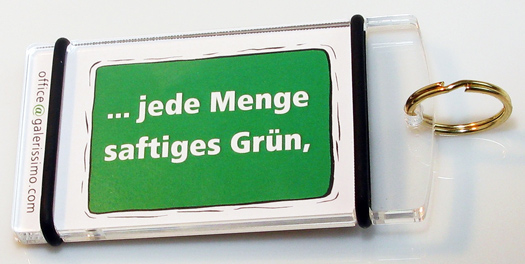 ... jede Menge
saftiges Grün,
office@galerissimo.com